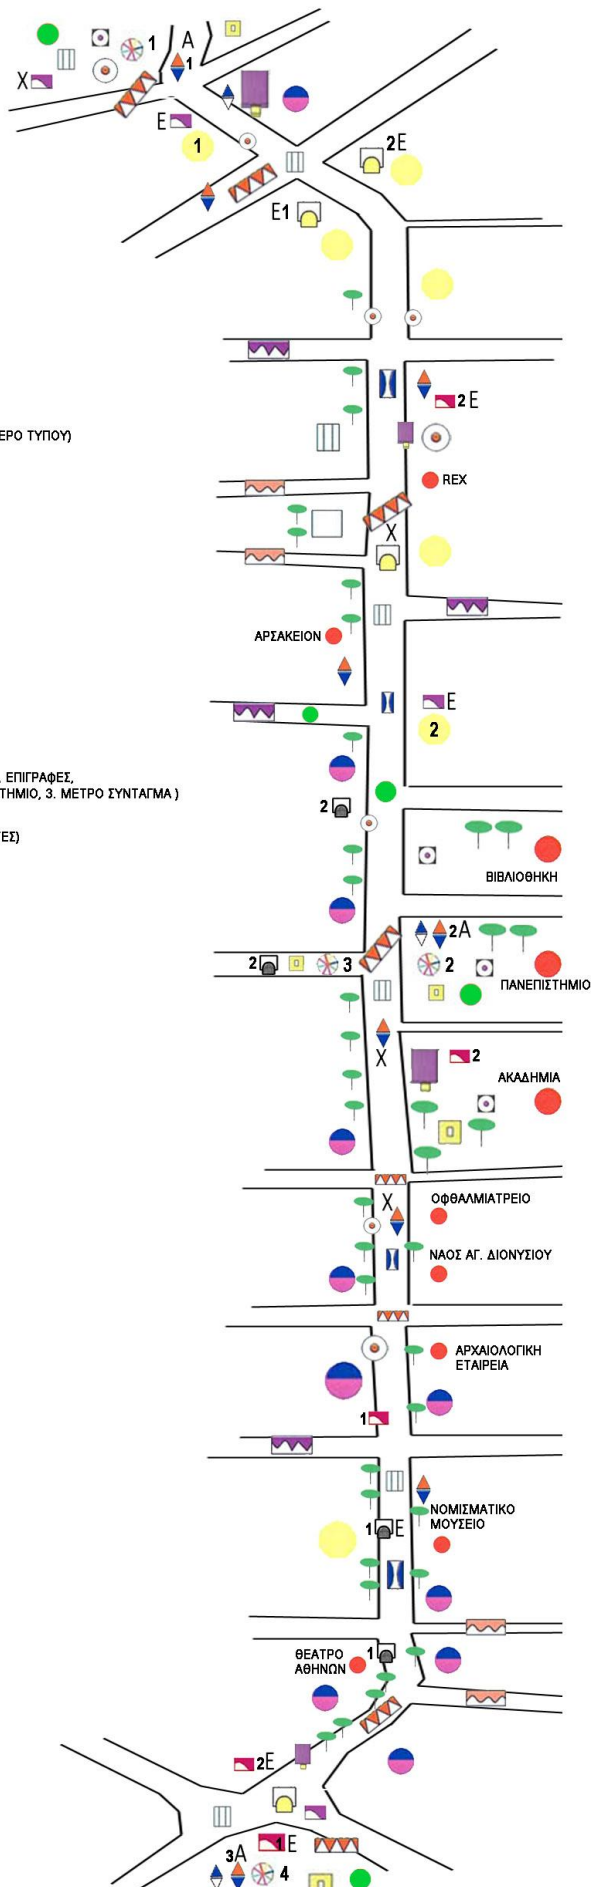 A
1
1
X
E
1
2E
E1
2E
ΕΡΟ ΤΥΠΟΥ)
REX
X
ΑΡΣΑΚΕΙΟΝ
E
2
ΕΠΙΓΡΑΦΕΣ,
ΤΗΜΙΟ, 3. ΜΕΤΡΟ ΣΥΝΤΑΓΜΑ )
2
ΕΣ)
ΒΙΒΛΙΟΘΗΚΗ
2A
2
3
2
ΠΑΝΕΠΙΣΤΗΜΙΟ
X
2
ΑΚΑΔΗΜΙΑ
X
ΟΦΘΑΛΜΙΑΤΡΕΙΟ
ΝΑΟΣ ΑΓ. ΔΙΟΝΥΣΙΟΥ
ΑΡΧΑΙΟΛΟΓΙΚΗ
ΕΤΑΙΡΕΙΑ
1
ΝΟΜΙΣΜΑΤΙΚΟ
ΜΟΥΣΕΙΟ
1E
1
ΘΕΑΤΡΟ
ΑΘΗΝΩΝ
2E
1E
3A
4